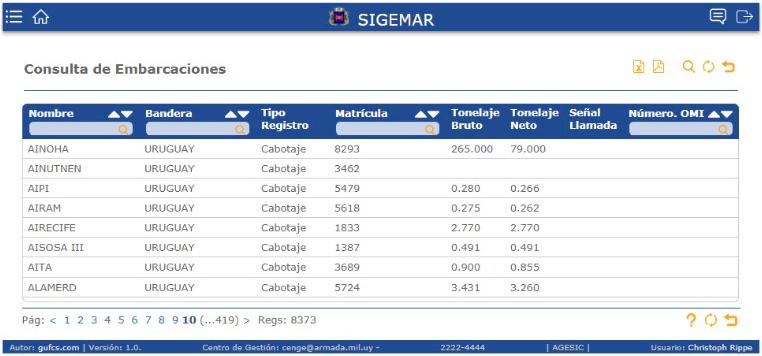 SIGEMAR
Consulta de Embarcaciones
Nombre Bandera Tipo Registro Matrícula Tonelaje Bruto Tonelaje Neto Señal Llamada Número. OMI
AINOHA URUGUAY Cabotaje 8293 265.000 79.000
AINUTNEN URUGUAY Cabotaje 3462
AIPI URUGUAY Cabotaje 5479 0.280 0.266
AIRAM URUGUAY Cabotaje 5618 0.275 0.262
AIRECIFE URUGUAY Cabotaje 1833 2.770 2.770
AISOSA III URUGUAY Cabotaje 1387 0.491 0.491
AITA URUGUAY Cabotaje 3689 0.900 0.855
ALAMERD URUGUAY Cabotaje 5724 3.431 3.260
Pág: < 1 2 3 4 5 6 7 8 9 10 (...419) > Regs: 8373
Autor: gufcs.com | Versión: 1.0. Centro de Gestión: cenge@armada.mil.uy - 2222-4444 | AGESIC | Usuario: Christoph Rippe